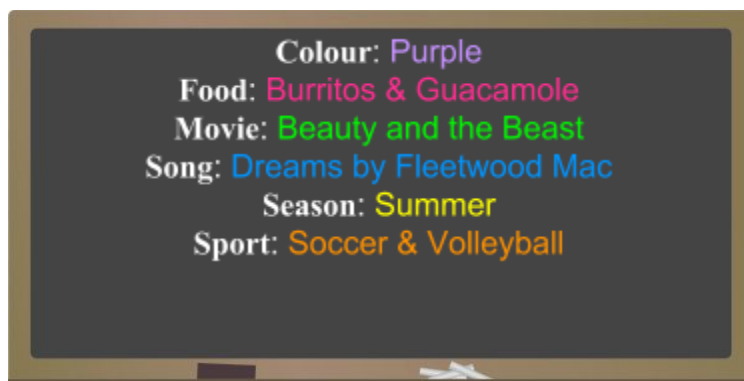 Colour: Purple
Food: Burritos & Guacamole
Movie: Beauty and the Beast
Song: Dreams by Fleetwood Mac
Season: Summer
Sport: Soccer & Volleyball